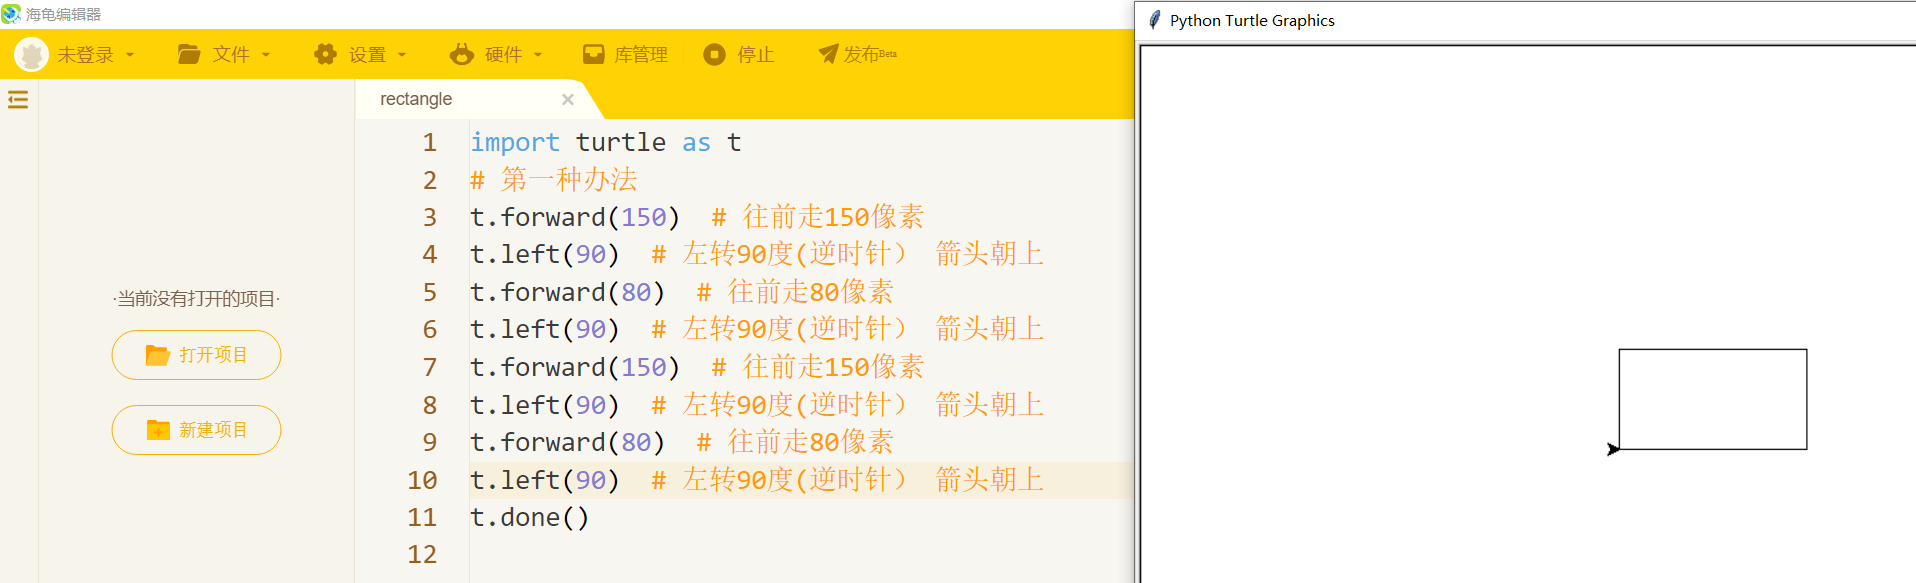 海龟编辑器
Python Turtle Graphics
未登录 文件 设置 硬件 库管理 停止 发布Beta
rectangle ×
·当前没有打开的项目·
打开项目
新建项目
1 import turtle as t
2 # 第一种办法
3 t.forward(150)  # 往前走150像素
4 t.left(90)  # 左转90度(逆时针） 箭头朝上
5 t.forward(80)  # 往前走80像素
6 t.left(90)  # 左转90度(逆时针） 箭头朝上
7 t.forward(150)  # 往前走150像素
8 t.left(90)  # 左转90度(逆时针） 箭头朝上
9 t.forward(80)  # 往前走80像素
10 t.left(90)  # 左转90度(逆时针） 箭头朝上
11 t.done()
12